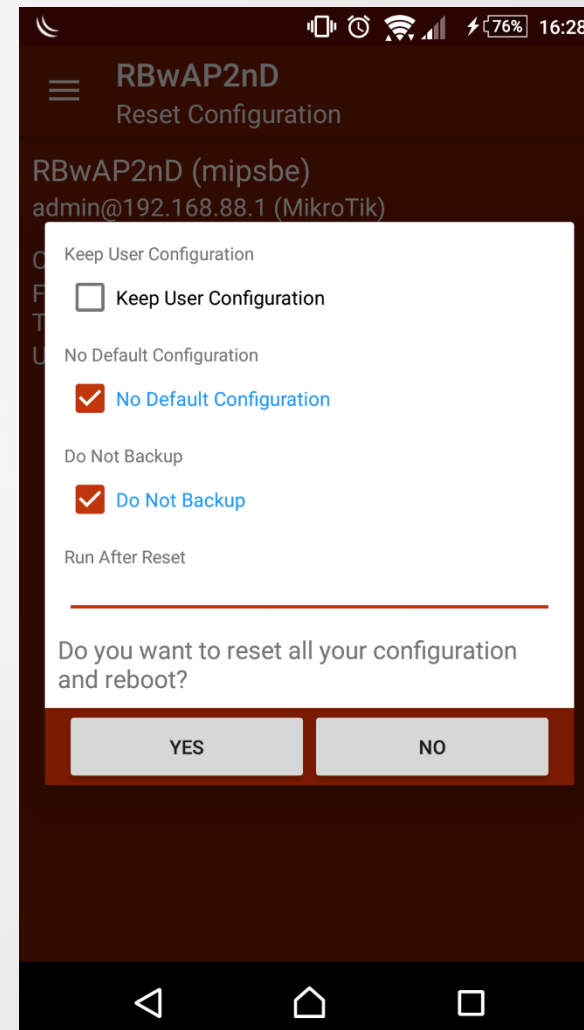 76% 16:28
RBwAP2nD
Reset Configuration
RBwAP2nD (mipsbe)
admin@192.168.88.1 (MikroTik)
C
F
T
U
Keep User Configuration
Keep User Configuration
No Default Configuration
No Default Configuration
Do Not Backup
Do Not Backup
Run After Reset
Do you want to reset all your configuration
and reboot?
YES
NO